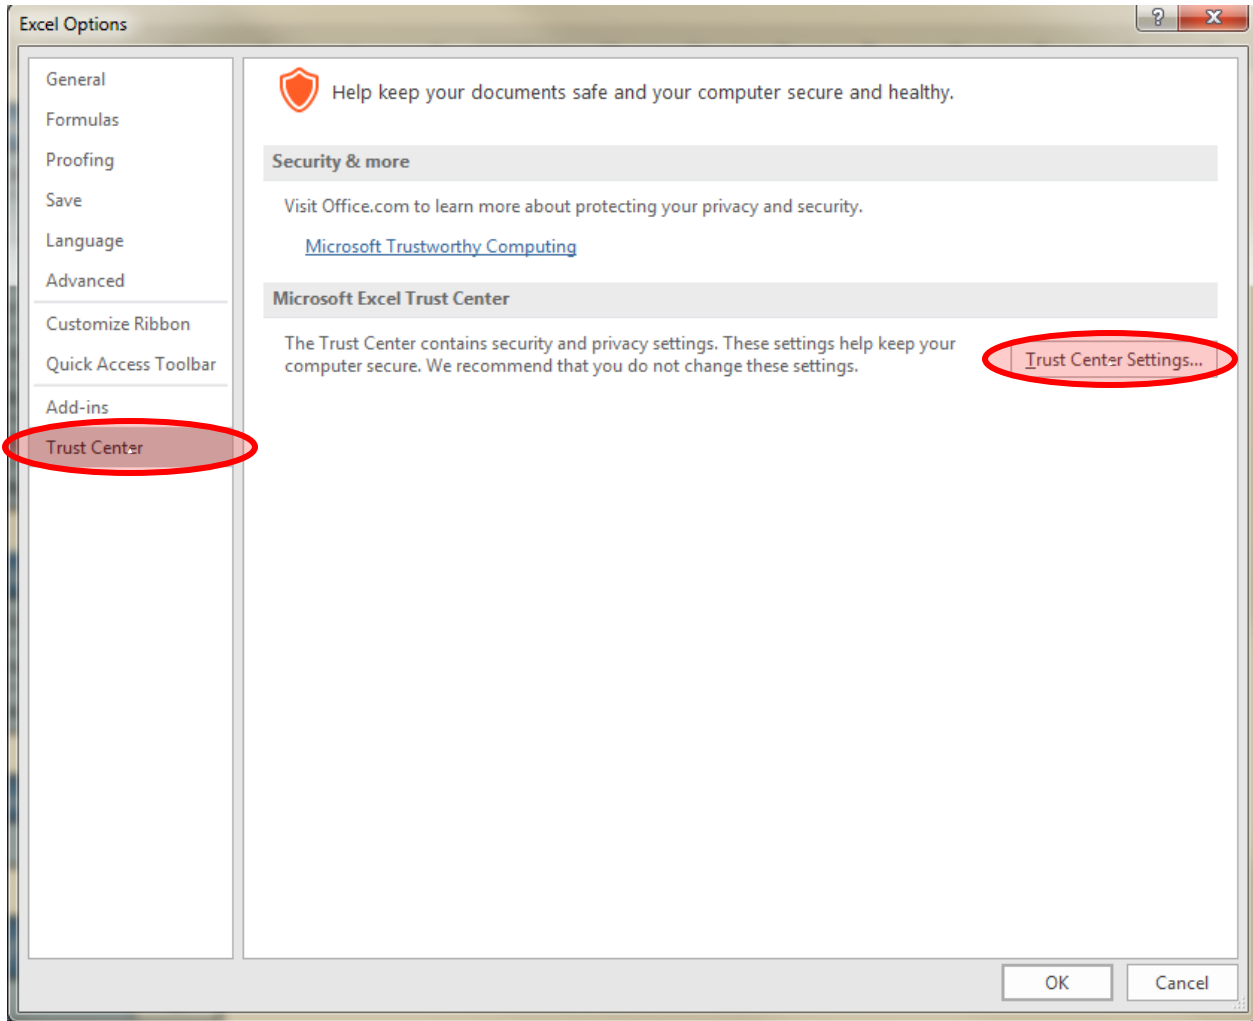 Excel Options
?
General
Formulas
Proofing
Save
Language
Advanced
Customize Ribbon
Quick Access Toolbar
Add-ins
Trust Center
Help keep your documents safe and your computer secure and healthy.
Security & more
Visit Office.com to learn more about protecting your privacy and security.
Microsoft Trustworthy Computing
Microsoft Excel Trust Center
The Trust Center contains security and privacy settings. These settings help keep your
computer secure. We recommend that you do not change these settings.
Trust Center Settings...
OK
Cancel